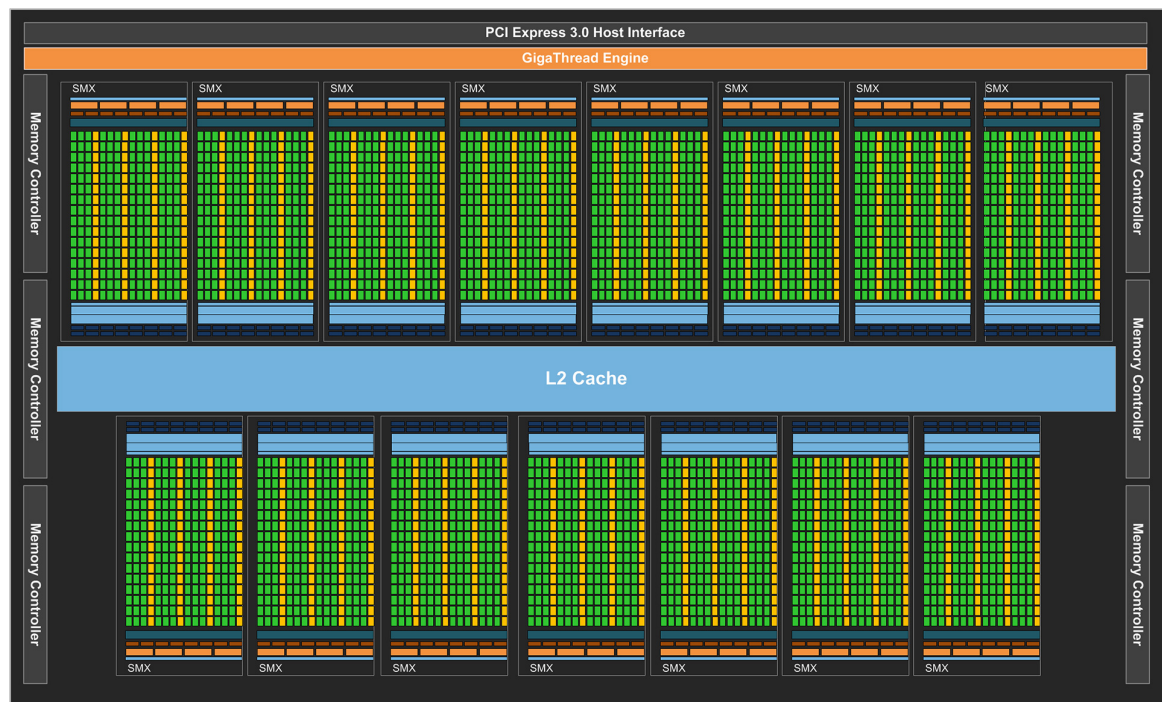 PCI Express 3.0 Host Interface
GigaThread Engine
Memory Controller
Memory Controller
SMX
SMX
SMX
SMX
SMX
SMX
SMX
SMX
Memory Controller
Memory Controller
L2 Cache
Memory Controller
Memory Controller
SMX
SMX
SMX
SMX
SMX
SMX
SMX